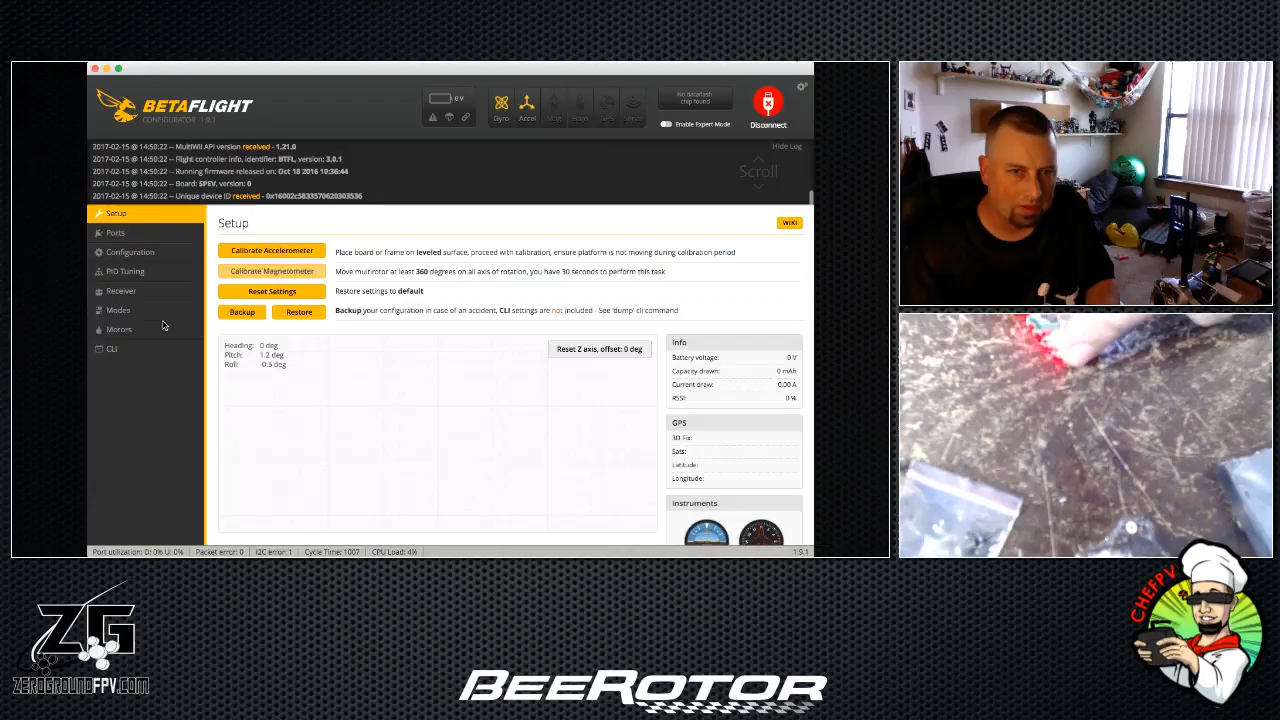 BETAFLIGHT
CONFIGURATOR 1.9.1
0 V
Gyro
Accel
Mag
Baro
GPS
Sonar
No dataflash
chip found
Enable Expert Mode
Disconnect
2017-02-15 @ 14:50:22 -- MultiWii API version received - 1.21.0
2017-02-15 @ 14:50:22 -- Flight controller info, identifier: BTFL, version: 3.0.1
2017-02-15 @ 14:50:22 -- Running firmware released on: Oct 18 2016 10:36:44
2017-02-15 @ 14:50:22 -- Board: SPEV, version: 0
2017-02-15 @ 14:50:22 -- Unique device ID received - 0x16002c5833570620303536
Hide Log
Scroll
Setup
Ports
Configuration
PID Tuning
Receiver
Modes
Motors
CLI
Setup
WIKI
Calibrate Accelerometer
Place board or frame on leveled surface, proceed with calibration, ensure platform is not moving during calibration period
Calibrate Magnetometer
Move multirotor at least 360 degrees on all axis of rotation, you have 30 seconds to perform this task
Reset Settings
Restore settings to default
Backup Restore
Backup your configuration in case of an accident, CLI settings are not included - See 'dump' cli command
Heading: 0 deg
Pitch: 1.2 deg
Roll: -0.5 deg
Reset Z axis, offset: 0 deg
Info
Battery voltage: 0 V
Capacity drawn: 0 mAh
Current draw: 0.00 A
RSSI: 0 %
GPS
3D Fix:
Sats:
Latitude:
Longitude:
Instruments
Port utilization: D: 0% U: 0% Packet error: 0 I2C error: 1 Cycle Time: 1007 CPU Load: 4% 1.9.1
ZG
ZEROGROUNDFPV.COM
BEEROTOR
CHEFPV